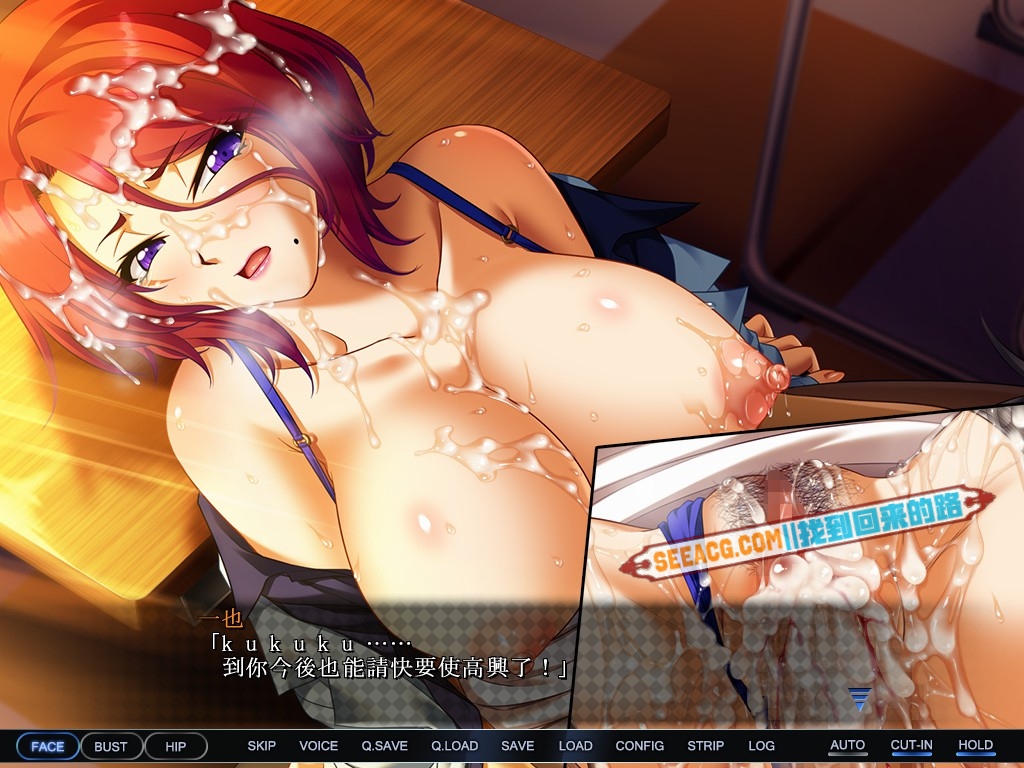 SEEACG.COM||找到回来的路
一也
「ｋｕｋｕｋｕ……
到你今後也能請快要使高興了！」
FACE BUST HIP SKIP VOICE Q.SAVE Q.LOAD SAVE LOAD CONFIG STRIP LOG AUTO CUT-IN HOLD